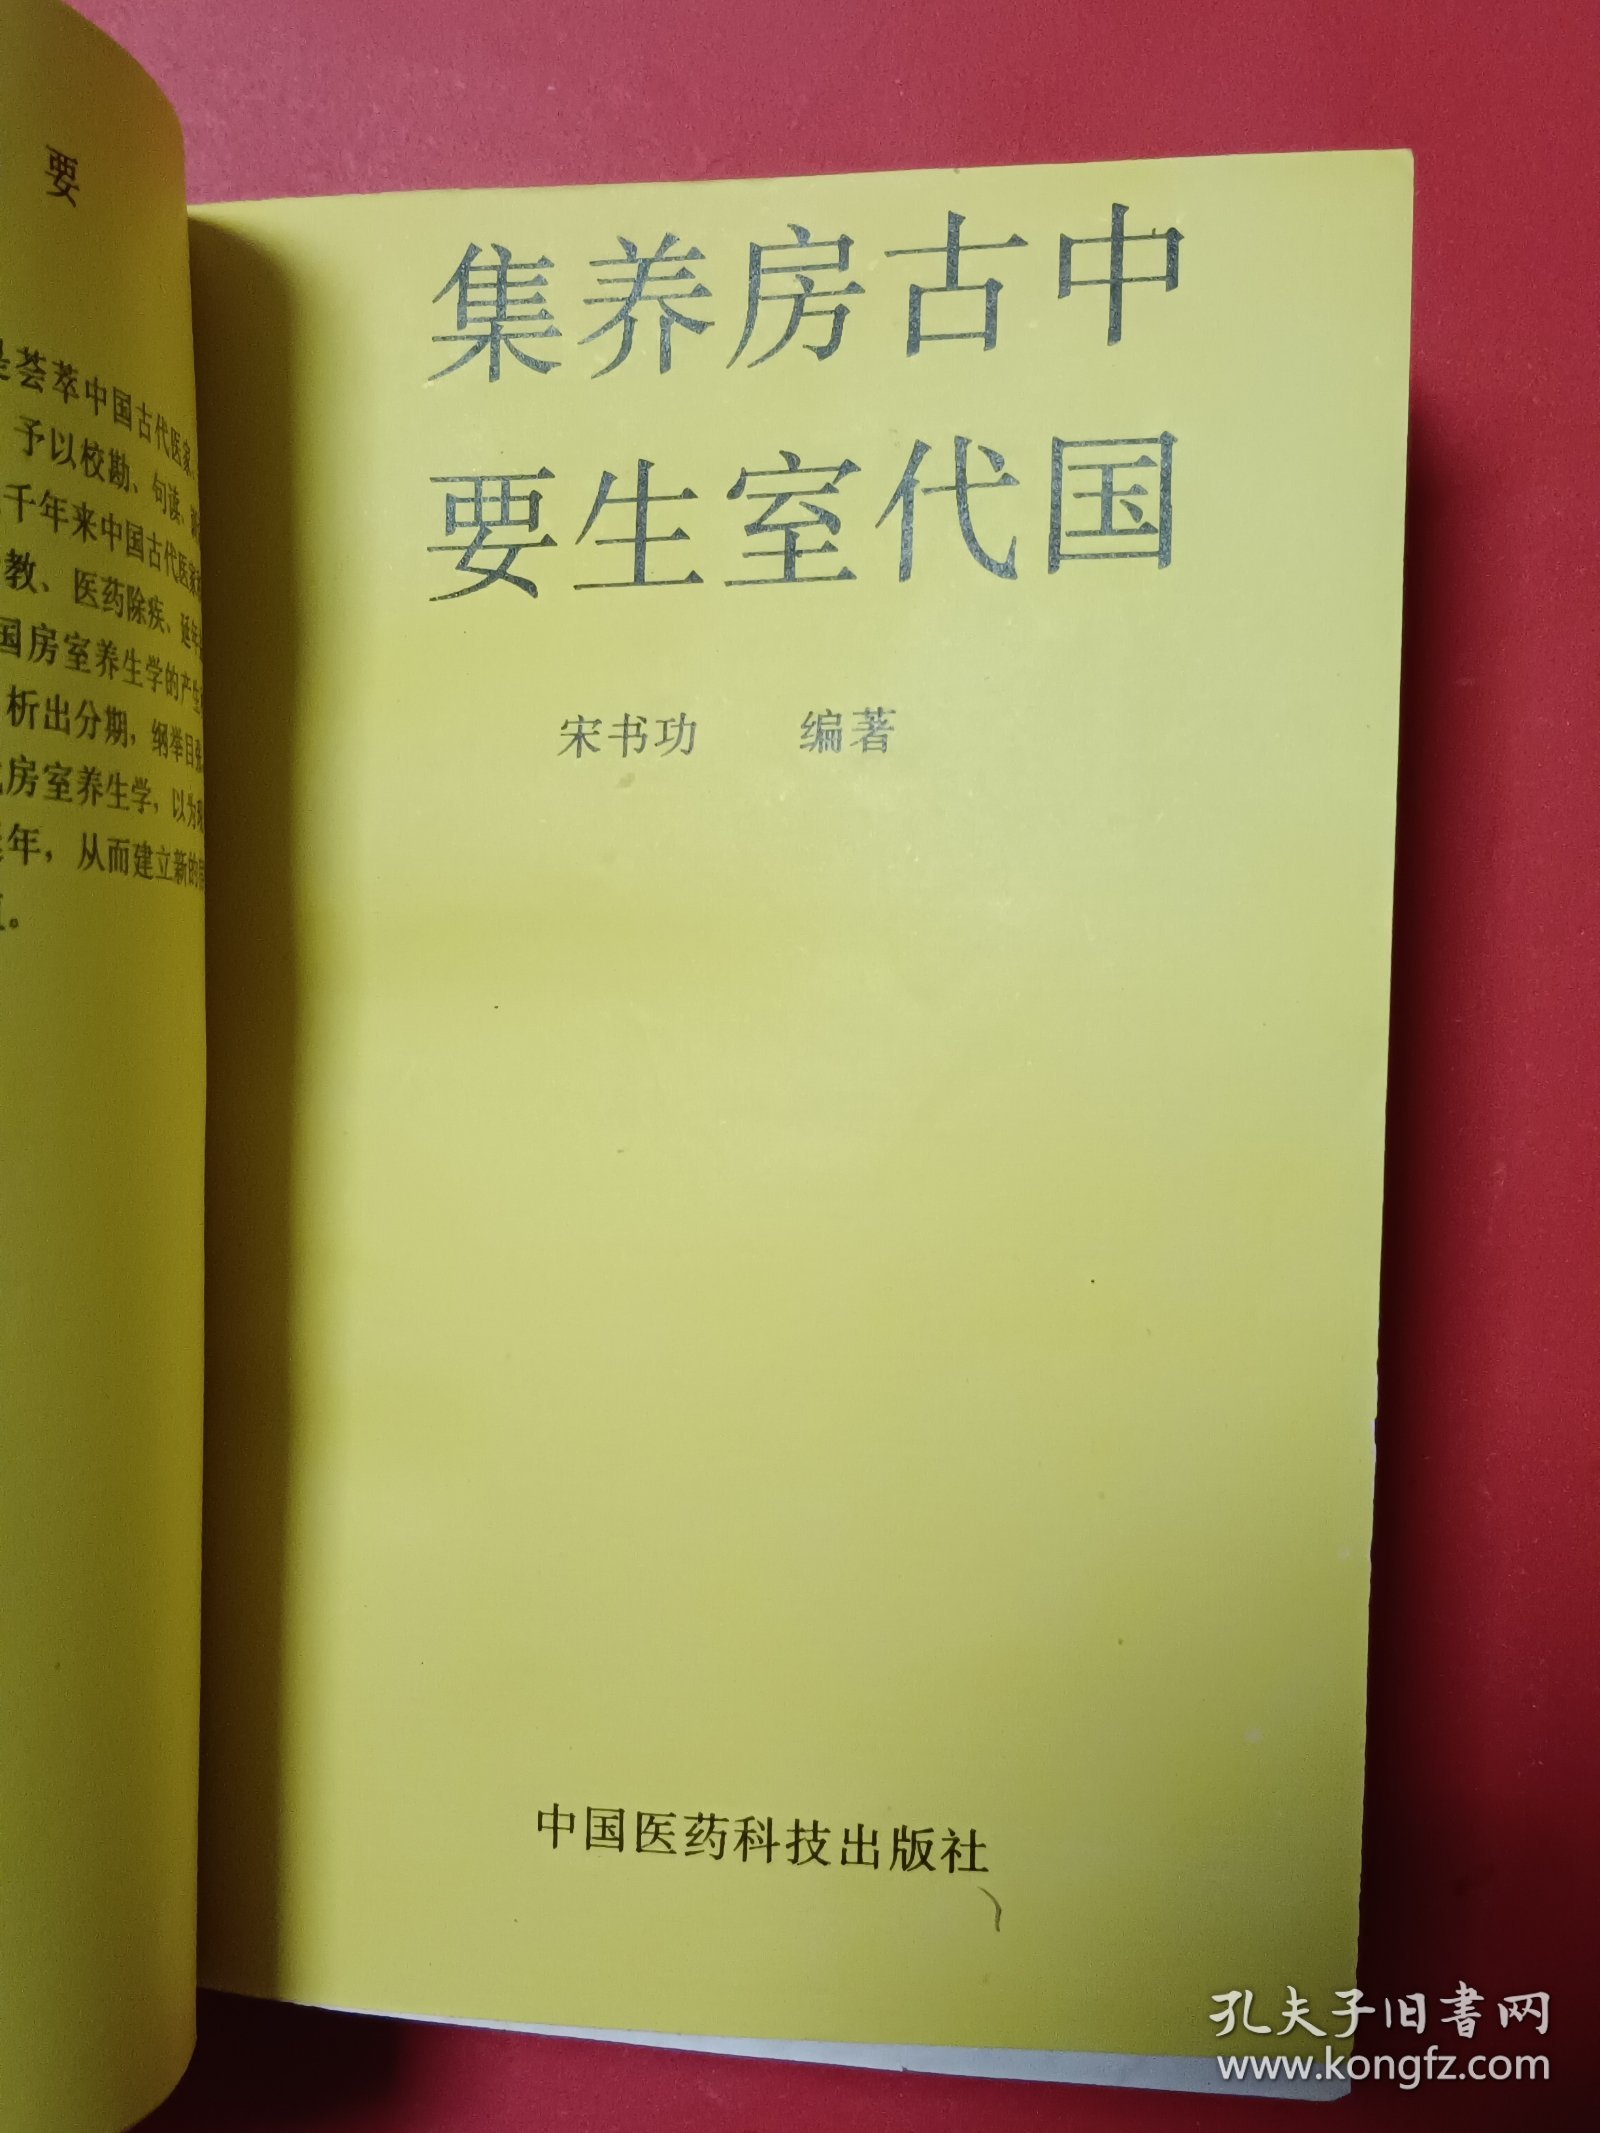 要
荟萃中国古代医家
予以校勘、句读
千年来中国古代医家
教、医药除疾、延年
国房室养生学的产生
析出分期，纲举目张
房室养生学，以为
年，从而建立新的
。
中国
古代
房室
养生
集要
宋书功 编著
中国医药科技出版社
孔夫子旧书网
www.kongfz.com